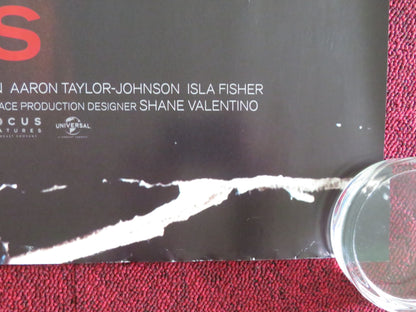 S
AARON TAYLOR-JOHNSON ISLA FISHER
PRODUCTION DESIGNER SHANE VALENTINO
UNIVERSAL